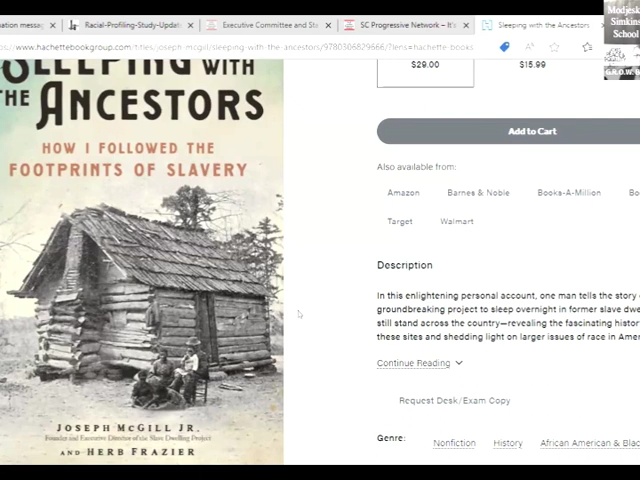 ation messag
Racial-Profiling-Study-Updat
Executive Committee and Sta
SC Progressive Network – It's
Sleeping with the Ancestors
Modjesk
Simkins
School
ps://www.hachettebookgroup.com/titles/joseph-mcgill/sleeping-with-the-ancestors/9780306829666/?lens=hachette-books
G.R.O.W.
SLEEPING WITH
THE ANCESTORS
HOW I FOLLOWED THE
FOOTPRINTS OF SLAVERY
JOSEPH MCGILL JR.
Founder and Executive Director of the Slave Dwelling Project
AND HERB FRAZIER
$29.00
$15.99
Add to Cart
Also available from:
Amazon
Barnes & Noble
Books-A-Million
Bo
Target
Walmart
Description
In this enlightening personal account, one man tells the story
groundbreaking project to sleep overnight in former slave dwe
still stand across the country—revealing the fascinating histor
these sites and shedding light on larger issues of race in Amer
Continue Reading
Request Desk/Exam Copy
Genre:
Nonfiction
History
African American & Blac